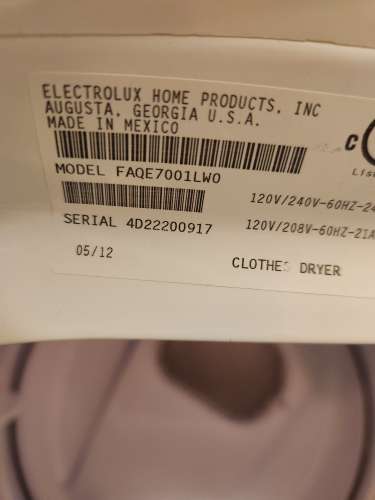 ELECTROLUX HOME PRODUCTS, INC
AUGUSTA, GEORGIA U.S.A.
MADE IN MEXICO
C
MODEL FAQE7001LW0
120V/240V-60HZ-24
SERIAL 4D22200917
120V/208V-60HZ-21A
05/12
CLOTHES DRYER